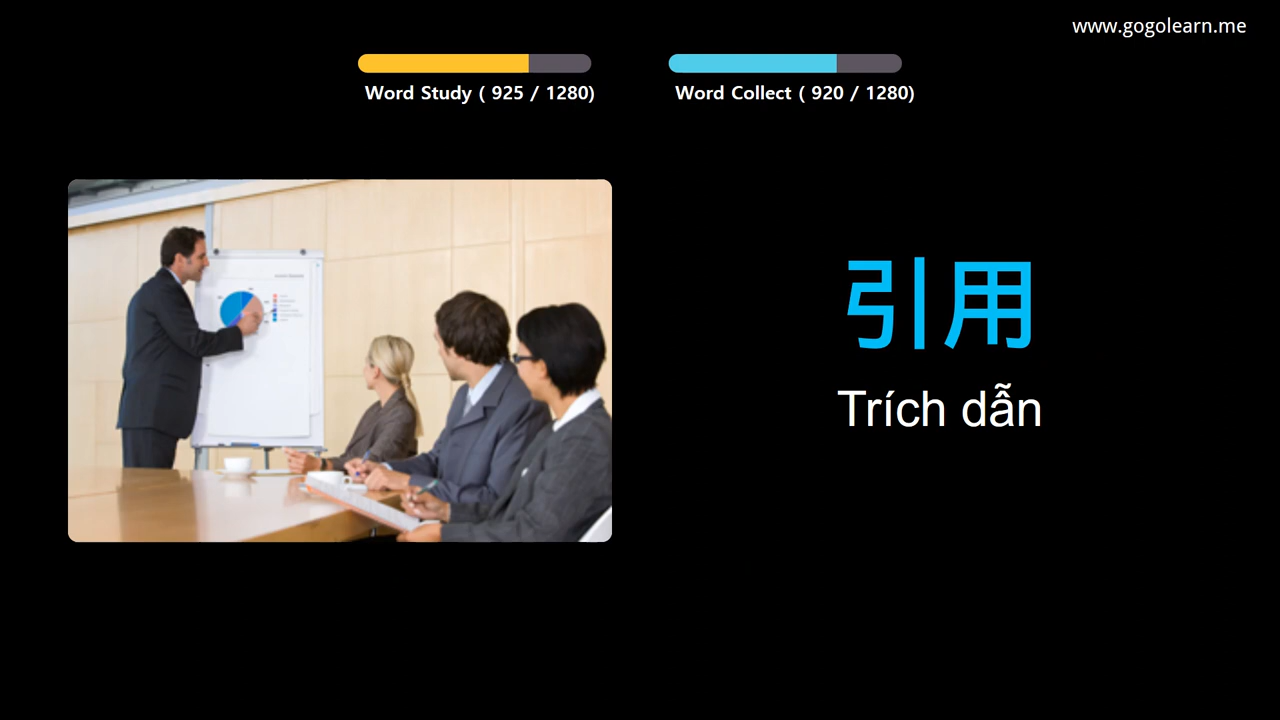 www.gogolearn.me
Word Study ( 925 / 1280)
Word Collect ( 920 / 1280)
引用
Trích dẫn